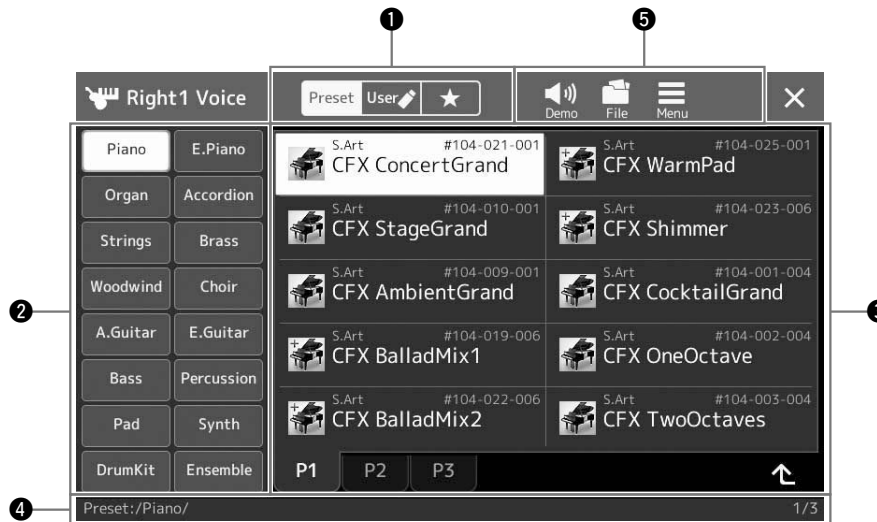 1
5
Right1 Voice
Preset
User
Demo
File
Menu
Piano
E.Piano
Organ
Accordion
Strings
Brass
Woodwind
Choir
A.Guitar
E.Guitar
Bass
Percussion
Pad
Synth
DrumKit
Ensemble
S.Art #104-021-001
CFX ConcertGrand
S.Art #104-025-001
CFX WarmPad
S.Art #104-010-001
CFX StageGrand
S.Art #104-023-006
CFX Shimmer
S.Art #104-009-001
CFX AmbientGrand
S.Art #104-001-004
CFX CocktailGrand
S.Art #104-019-006
CFX BalladMix1
S.Art #104-002-004
CFX OneOctave
S.Art #104-022-006
CFX BalladMix2
S.Art #104-003-004
CFX TwoOctaves
P1
P2
P3
2
4
Preset:/Piano/
1/3